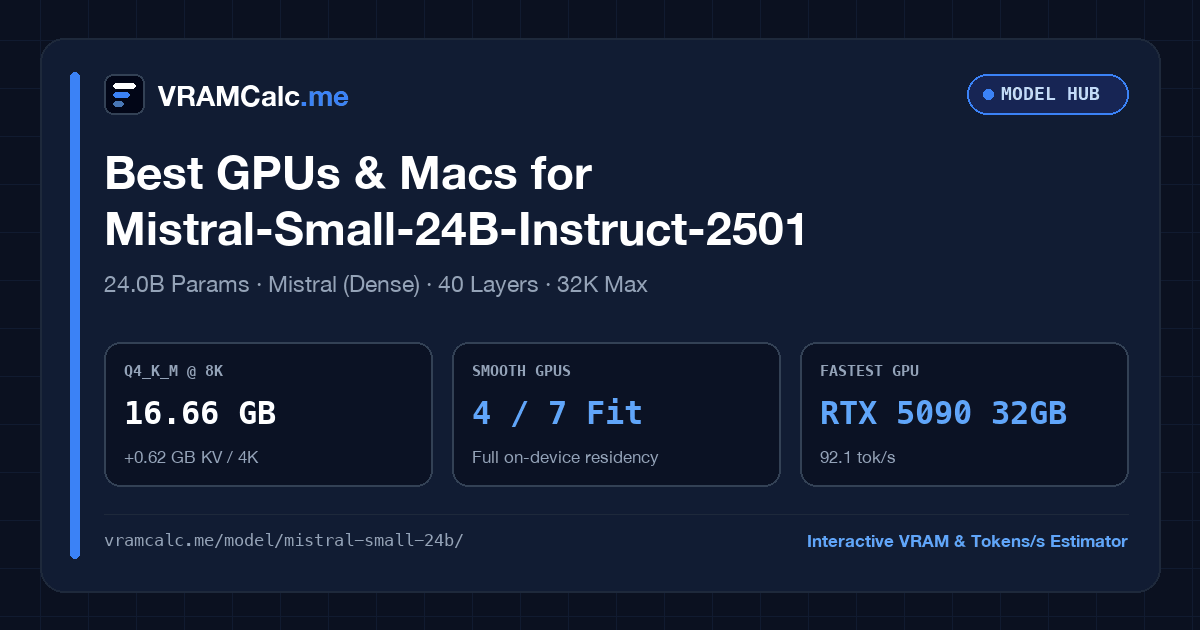 VRAMCalc.me
MODEL HUB
Best GPUs & Macs for
Mistral-Small-24B-Instruct-2501
24.0B Params · Mistral (Dense) · 40 Layers · 32K Max
Q4_K_M @ 8K
16.66 GB
+0.62 GB KV / 4K
SMOOTH GPUS
4 / 7 Fit
Full on-device residency
FASTEST GPU
RTX 5090 32GB
92.1 tok/s
vramcalc.me/model/mistral-small-24b/
Interactive VRAM & Tokens/s Estimator